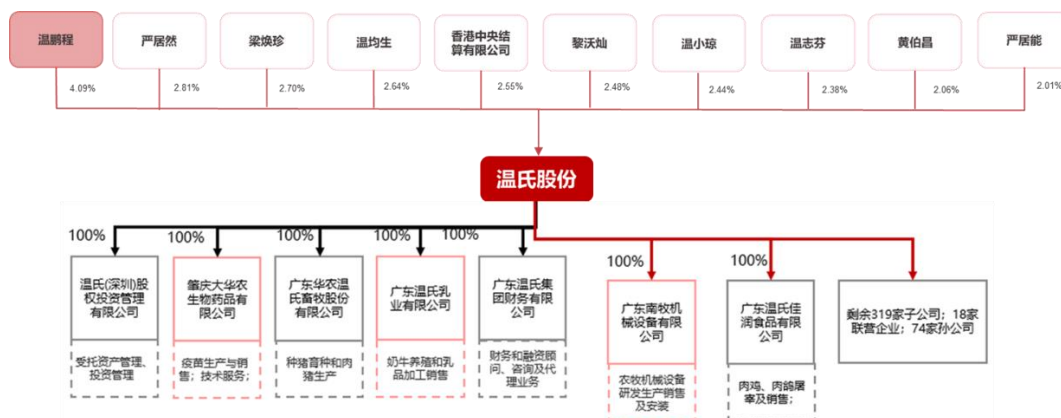 温鹏程
严居然
梁焕珍
温均生
香港中央结
算有限公司
黎沃灿
温小琼
温志芬
黄伯昌
严居能
4.09%
2.81%
2.70%
2.64%
2.55%
2.48%
2.44%
2.38%
2.06%
2.01%
温氏股份
100%
100%
100%
100%
100%
100%
100%
温氏(深圳)股
权投资管理
有限公司
肇庆大华农
生物药品有
限公司
广东华农温
氏畜牧股份
有限公司
广东温氏乳
业有限公司
广东温氏集
团财务有限
公司
广东南牧机
械设备有限
公司
广东温氏佳
润食品有限
公司
剩余319家子公司；18家
联营企业；74家孙公司
受托资产管理、
投资管理
疫苗生产与销
售；技术服务；
种猪育种和肉
猪生产
奶牛养殖和乳
品加工销售
财务和融资顾
问、咨询及代
理业务
农牧机械设备
研发生产销售
及安装
肉鸡、肉鸽屠
宰及销售；